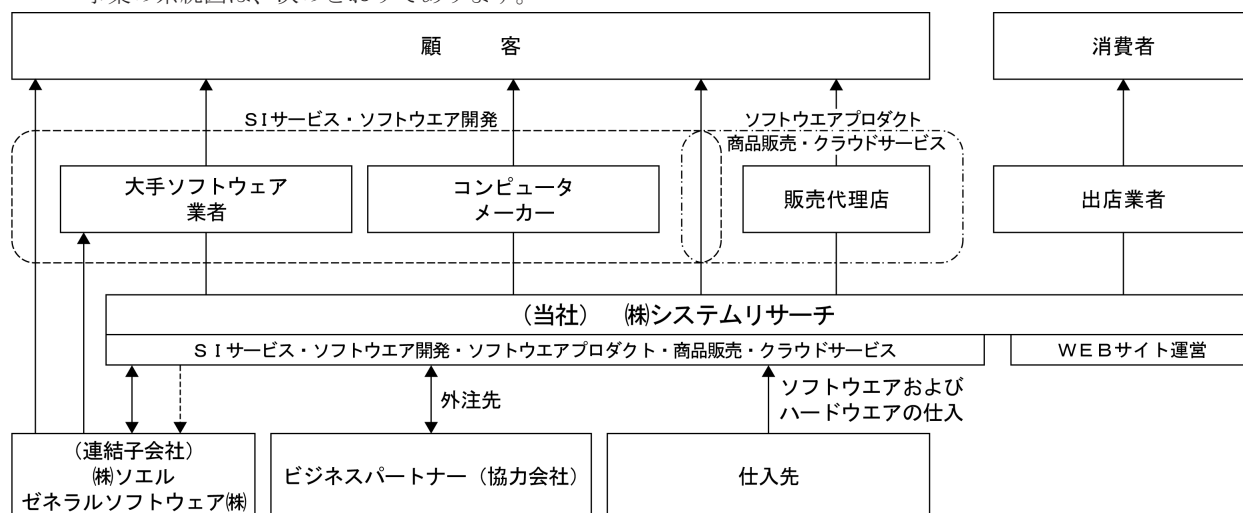 事業の系統図は、次のとおりであります。
顧　　客
消費者
ＳＩサービス・ソフトウエア開発
ソフトウエアプロダクト
商品販売・クラウドサービス
大手ソフトウェア
業者
コンピュータ
メーカー
販売代理店
出店業者
（当社）　㈱システムリサーチ
ＳＩサービス・ソフトウエア開発・ソフトウエアプロダクト・商品販売・クラウドサービス
ＷＥＢサイト運営
外注先
ソフトウエアおよび
ハードウエアの仕入
（連結子会社）
㈱ソエル
ゼネラルソフトウェア㈱
ビジネスパートナー（協力会社）
仕入先